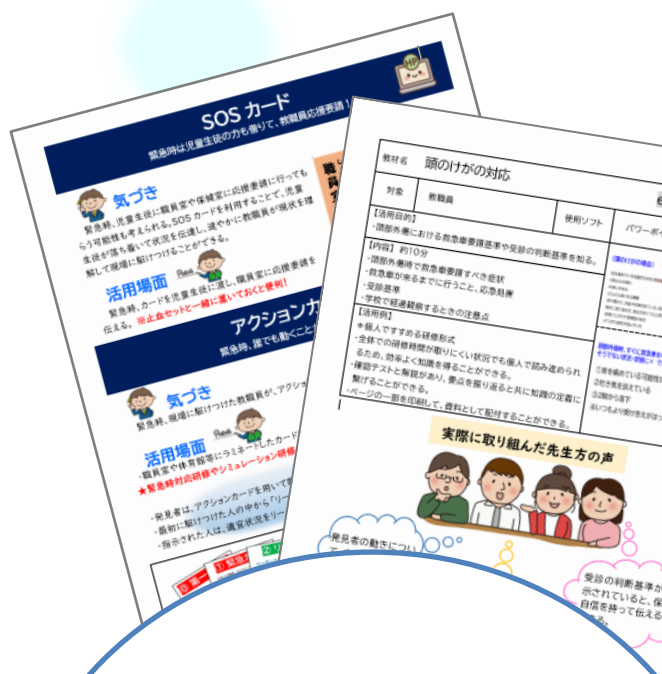 HP
SOS カード
緊急時は児童生徒の力も借りて、教職員応援要請！
気づき
緊急時、児童生徒に職員室や保健室に応援要請に行っても
らう可能性も考えられる。SOS カードを利用することで、児童
生徒が落ち着いて状況を伝達し、速やかに教職員が現状を理
解して現場に駆けつけることができる。
活用場面
緊急時、カードを児童生徒に渡し、職員室に応援要請を
伝える。※止血セットと一緒に置いておくと便利！
アクションカ
緊急時、誰でも動くこと
気づき
緊急時、現場に駆けつけた教職員が、アクショ
活用場面
・職員室や体育館等にラミネートしたカード
★緊急時対応研修やシミュレーション研修
・発見者は、アクションカードを用いて
・最初に駆けつけた人の中から「リー
・指示された人は、適宜状況をリー
教材名 頭のけがの対応
対象 教職員 使用ソフト パワーポイ
【活用目的】
・頭部外傷における救急車要請基準や受診の判断基準を知る。
【内容】 約10分
・頭部外傷時で救急車要請すべき症状
・救急車が来るまでに行うこと、応急処置
・受診基準
・学校で経過観察するときの注意点
【活用例】
＊個人ですすめる研修形式
・全体での研修時間が取りにくい状況でも個人で読み進められ
るため、効率よく知識を得ることができる。
・確認テストと解説があり、要点を振り返ると共に知識の定着に
繋げることができる。
・ページの一部を印刷して、資料として配付することができる。
実際に取り組んだ先生方の声
発見者の動きについ
受診の判断基準が
示されていると、保
自信を持って伝える